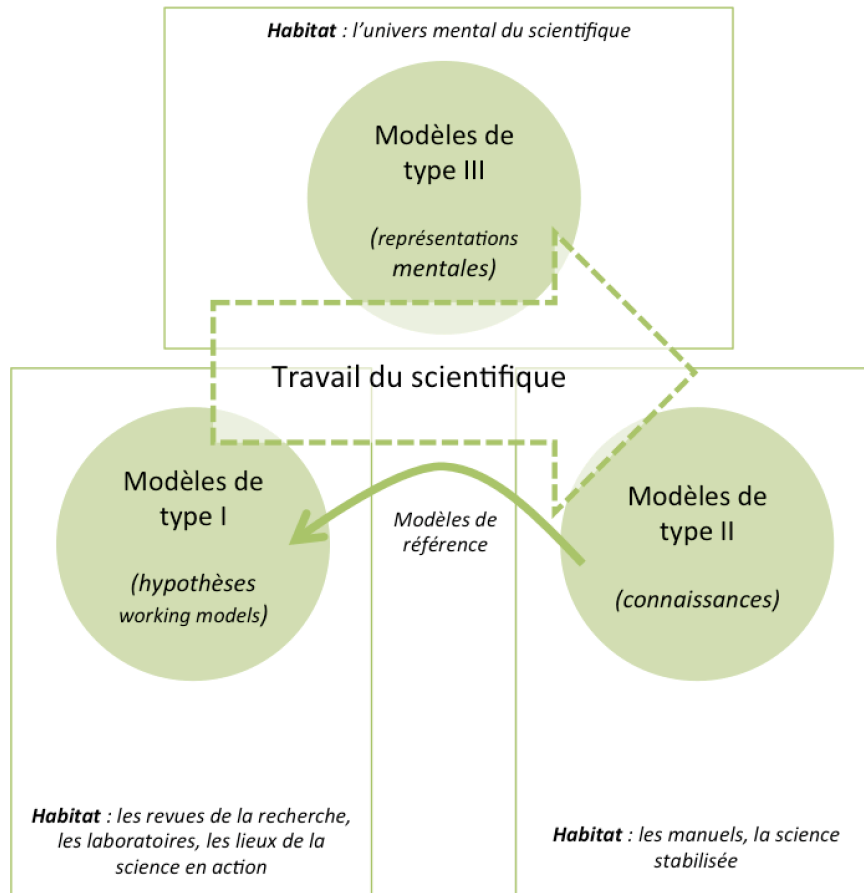 Habitat : l’univers mental du scientifique
Modèles de
type III
(représentations
mentales)
Travail du scientifique
Modèles de
type I
(hypothèses
working models)
Modèles de
référence
Modèles de
type II
(connaissances)
Habitat : les revues de la recherche,
les laboratoires, les lieux de la
science en action
Habitat : les manuels, la science
stabilisée